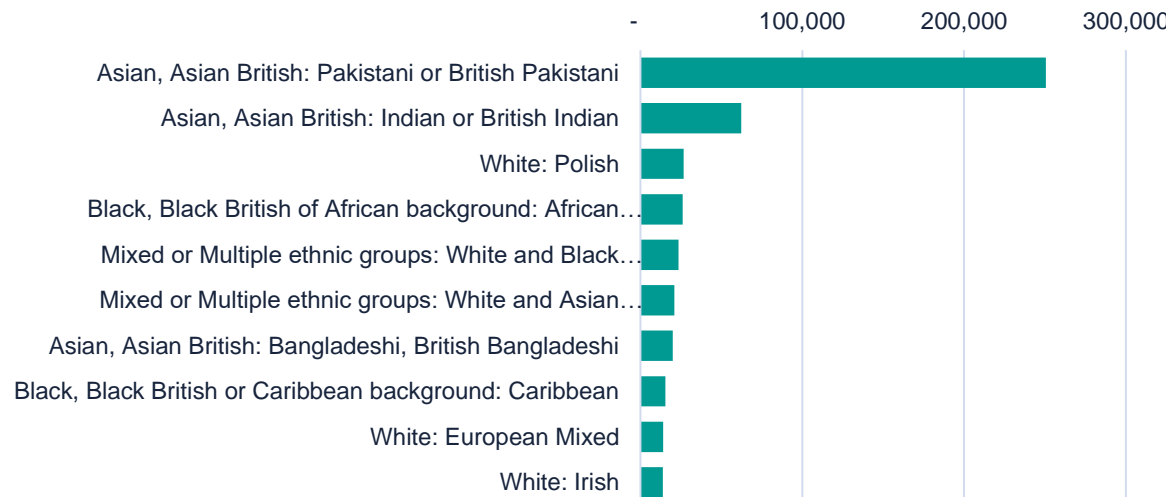 - 100,000 200,000 300,000
Asian, Asian British: Pakistani or British Pakistani
Asian, Asian British: Indian or British Indian
White: Polish
Black, Black British of African background: African…
Mixed or Multiple ethnic groups: White and Black…
Mixed or Multiple ethnic groups: White and Asian…
Asian, Asian British: Bangladeshi, British Bangladeshi
Black, Black British or Caribbean background: Caribbean
White: European Mixed
White: Irish